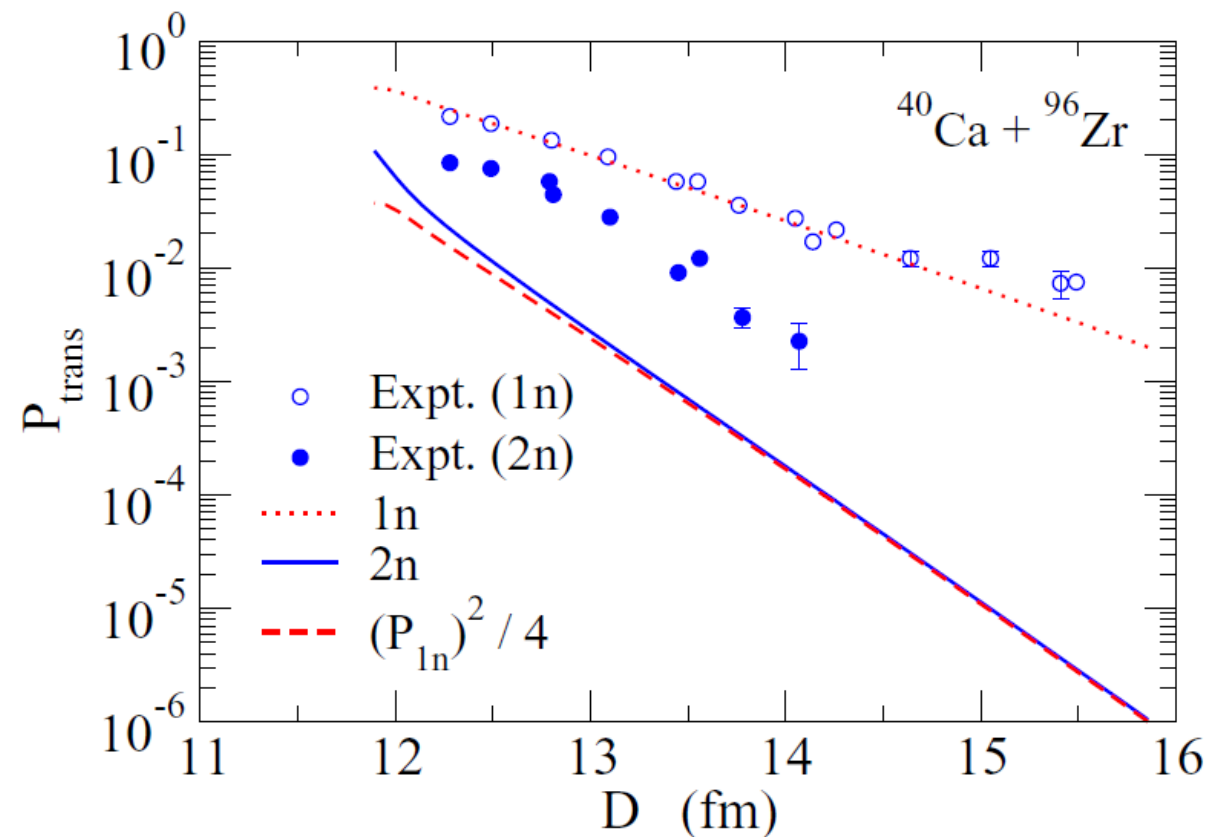 10^0
10^-1
10^-2
10^-3
10^-4
10^-5
10^-6
P_trans
^40Ca + ^96Zr
Expt. (1n)
Expt. (2n)
1n
2n
(P_1n)^2 / 4
11 12 13 14 15 16
D (fm)